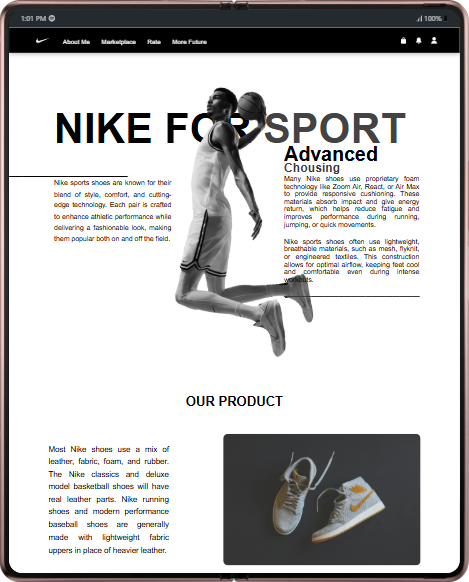 1:01 PM
100%
About Me Marketplace Rate More Future
NIKE FOR SPORT
Advanced
Chousing
Nike sports shoes are known for their
blend of style, comfort, and cutting-
edge technology. Each pair is crafted
to enhance athletic performance while
delivering a fashionable look, making
them popular both on and off the field.
Many Nike shoes use proprietary foam
technology like Zoom Air, React, or Air Max
to provide responsive cushioning. These
materials absorb impact and give energy
return, which helps reduce fatigue and
improves performance during running,
jumping, or quick movements.
Nike sports shoes often use lightweight,
breathable materials, such as mesh, flyknit,
or engineered textiles. This construction
allows for optimal airflow, keeping feet cool
and comfortable even during intense
workouts.
OUR PRODUCT
Most Nike shoes use a mix of
leather, fabric, foam, and rubber.
The Nike classics and deluxe
model basketball shoes will have
real leather parts. Nike running
shoes and modern performance
baseball shoes are generally
made with lightweight fabric
uppers in place of heavier leather.